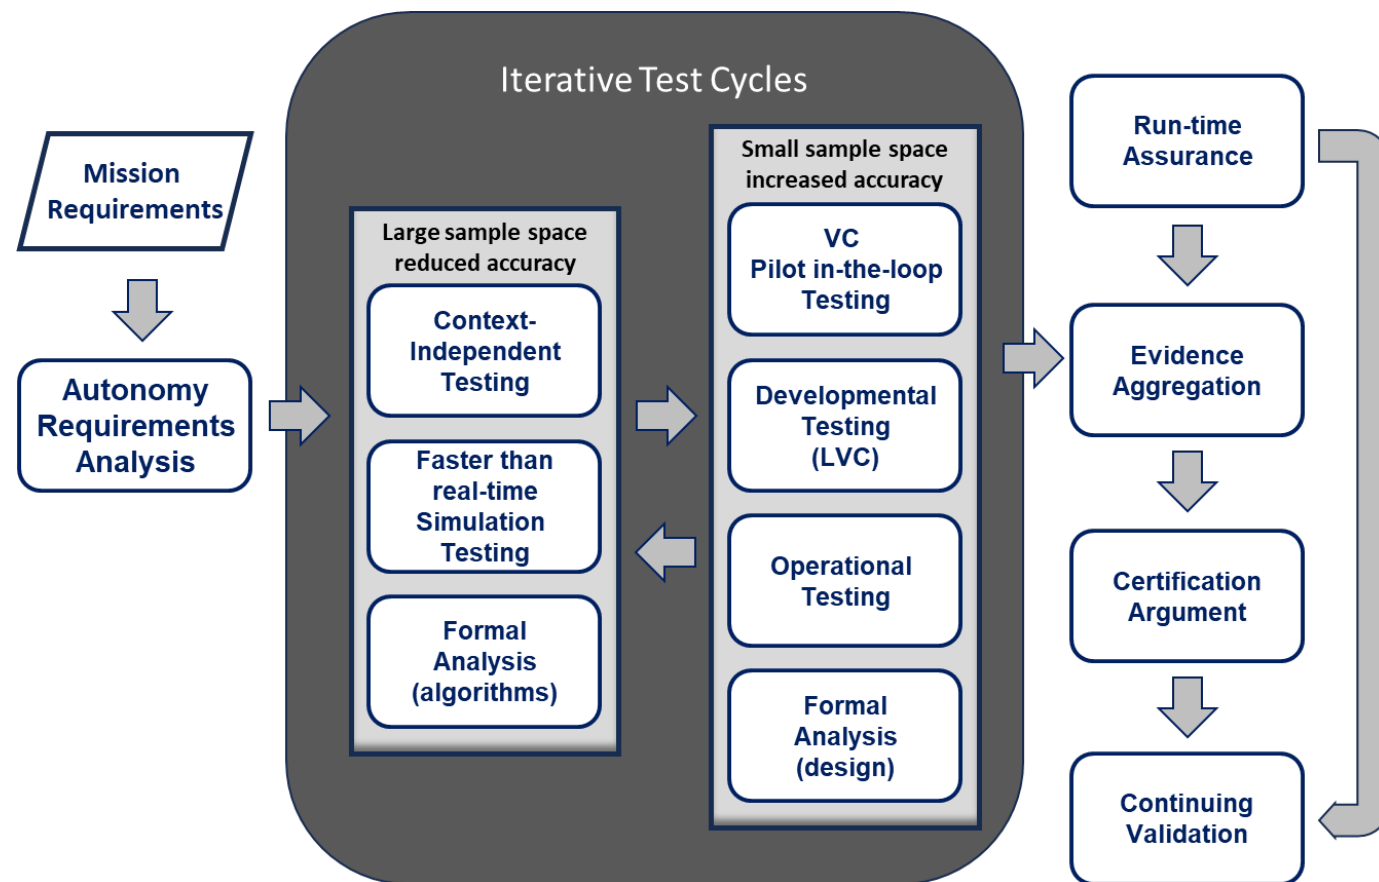 Iterative Test Cycles
Mission
Requirements
Autonomy
Requirements
Analysis
Large sample space
reduced accuracy
Context-
Independent
Testing
Faster than
real-time
Simulation
Testing
Formal
Analysis
(algorithms)
Small sample space
increased accuracy
VC
Pilot in-the-loop
Testing
Developmental
Testing
(LVC)
Operational
Testing
Formal
Analysis
(design)
Run-time
Assurance
Evidence
Aggregation
Certification
Argument
Continuing
Validation